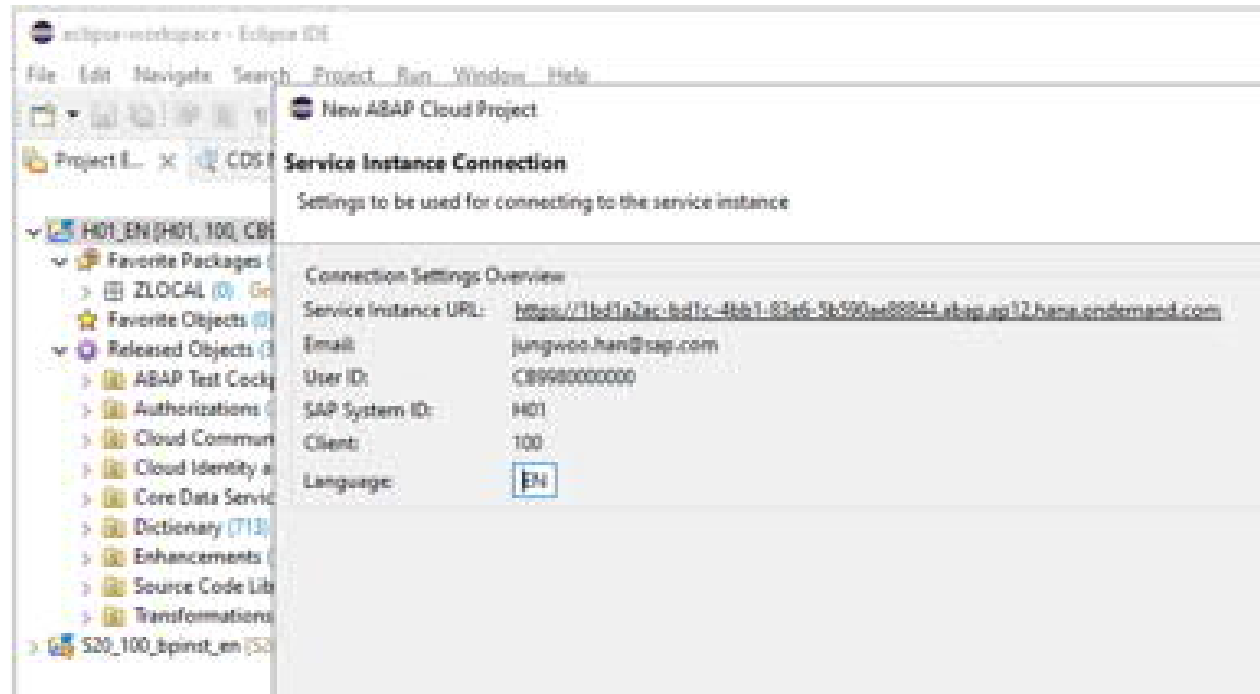 eclipse-workspace - Eclipse IDE
File Edit Navigate Search Project Run Window Help
New ABAP Cloud Project
Project E... CDS
Service Instance Connection
Settings to be used for connecting to the service instance
H01_EN [H01, 100, CB9
Favorite Packages (
ZLOCAL (0)
Favorite Objects (0)
Released Objects (3
ABAP Test Cockp
Authorizations (
Cloud Commun
Cloud Identity a
Core Data Servic
Dictionary (713)
Enhancements (
Source Code Lib
Transformations
S20_100_bpinst_en [S2
Connection Settings Overview
Service Instance URL:
Email: jungwoo.han@sap.com
User ID: CB9980000000
SAP System ID: H01
Client: 100
Language: EN